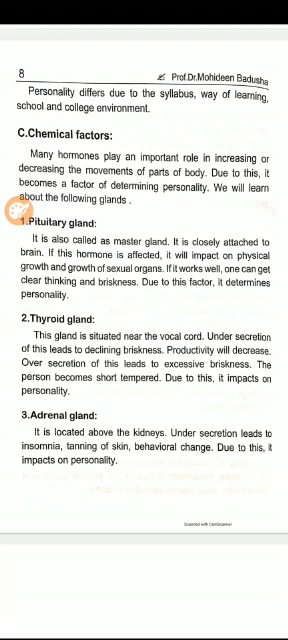 8
Prof.Dr.Mohideen Badusha
Personality differs due to the syllabus, way of learning,
school and college environment.
C.Chemical factors:
Many hormones play an important role in increasing or
decreasing the movements of parts of body. Due to this, it
becomes a factor of determining personality. We will learn
about the following glands .
1.Pituitary gland:
It is also called as master gland. It is closely attached to
brain. If this hormone is affected, it will impact on physical
growth and growth of sexual organs. If it works well, one can get
clear thinking and briskness. Due to this factor, it determines
personality.
2.Thyroid gland:
This gland is situated near the vocal cord. Under secretion
of this leads to declining briskness. Productivity will decrease.
Over secretion of this leads to excessive briskness. The
person becomes short tempered. Due to this, it impacts on
personality.
3.Adrenal gland:
It is located above the kidneys. Under secretion leads to
insomnia, tanning of skin, behavioral change. Due to this, it
impacts on personality.
Scanned with CamScanner